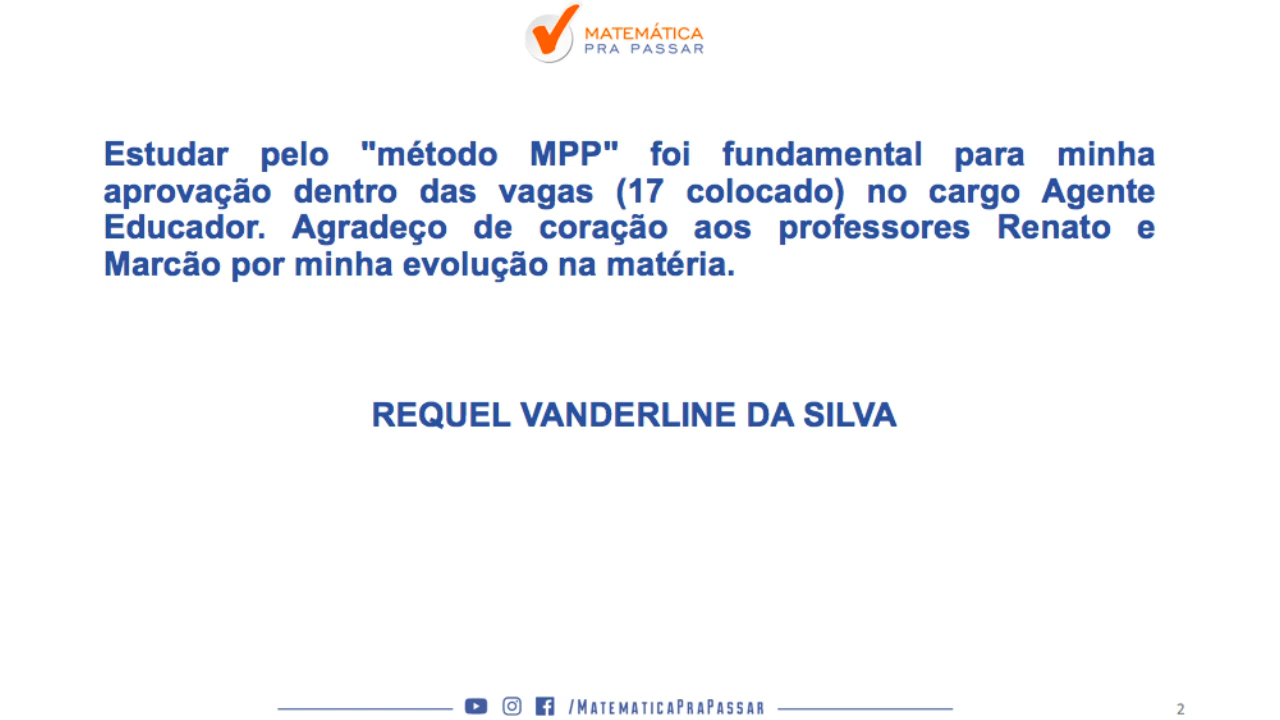 MATEMÁTICA
PRA PASSAR
Estudar pelo "método MPP" foi fundamental para minha
aprovação dentro das vagas (17 colocado) no cargo Agente
Educador. Agradeço de coração aos professores Renato e
Marcão por minha evolução na matéria.
REQUEL VANDERLINE DA SILVA
/MATEMATICAPRAPASSAR
2